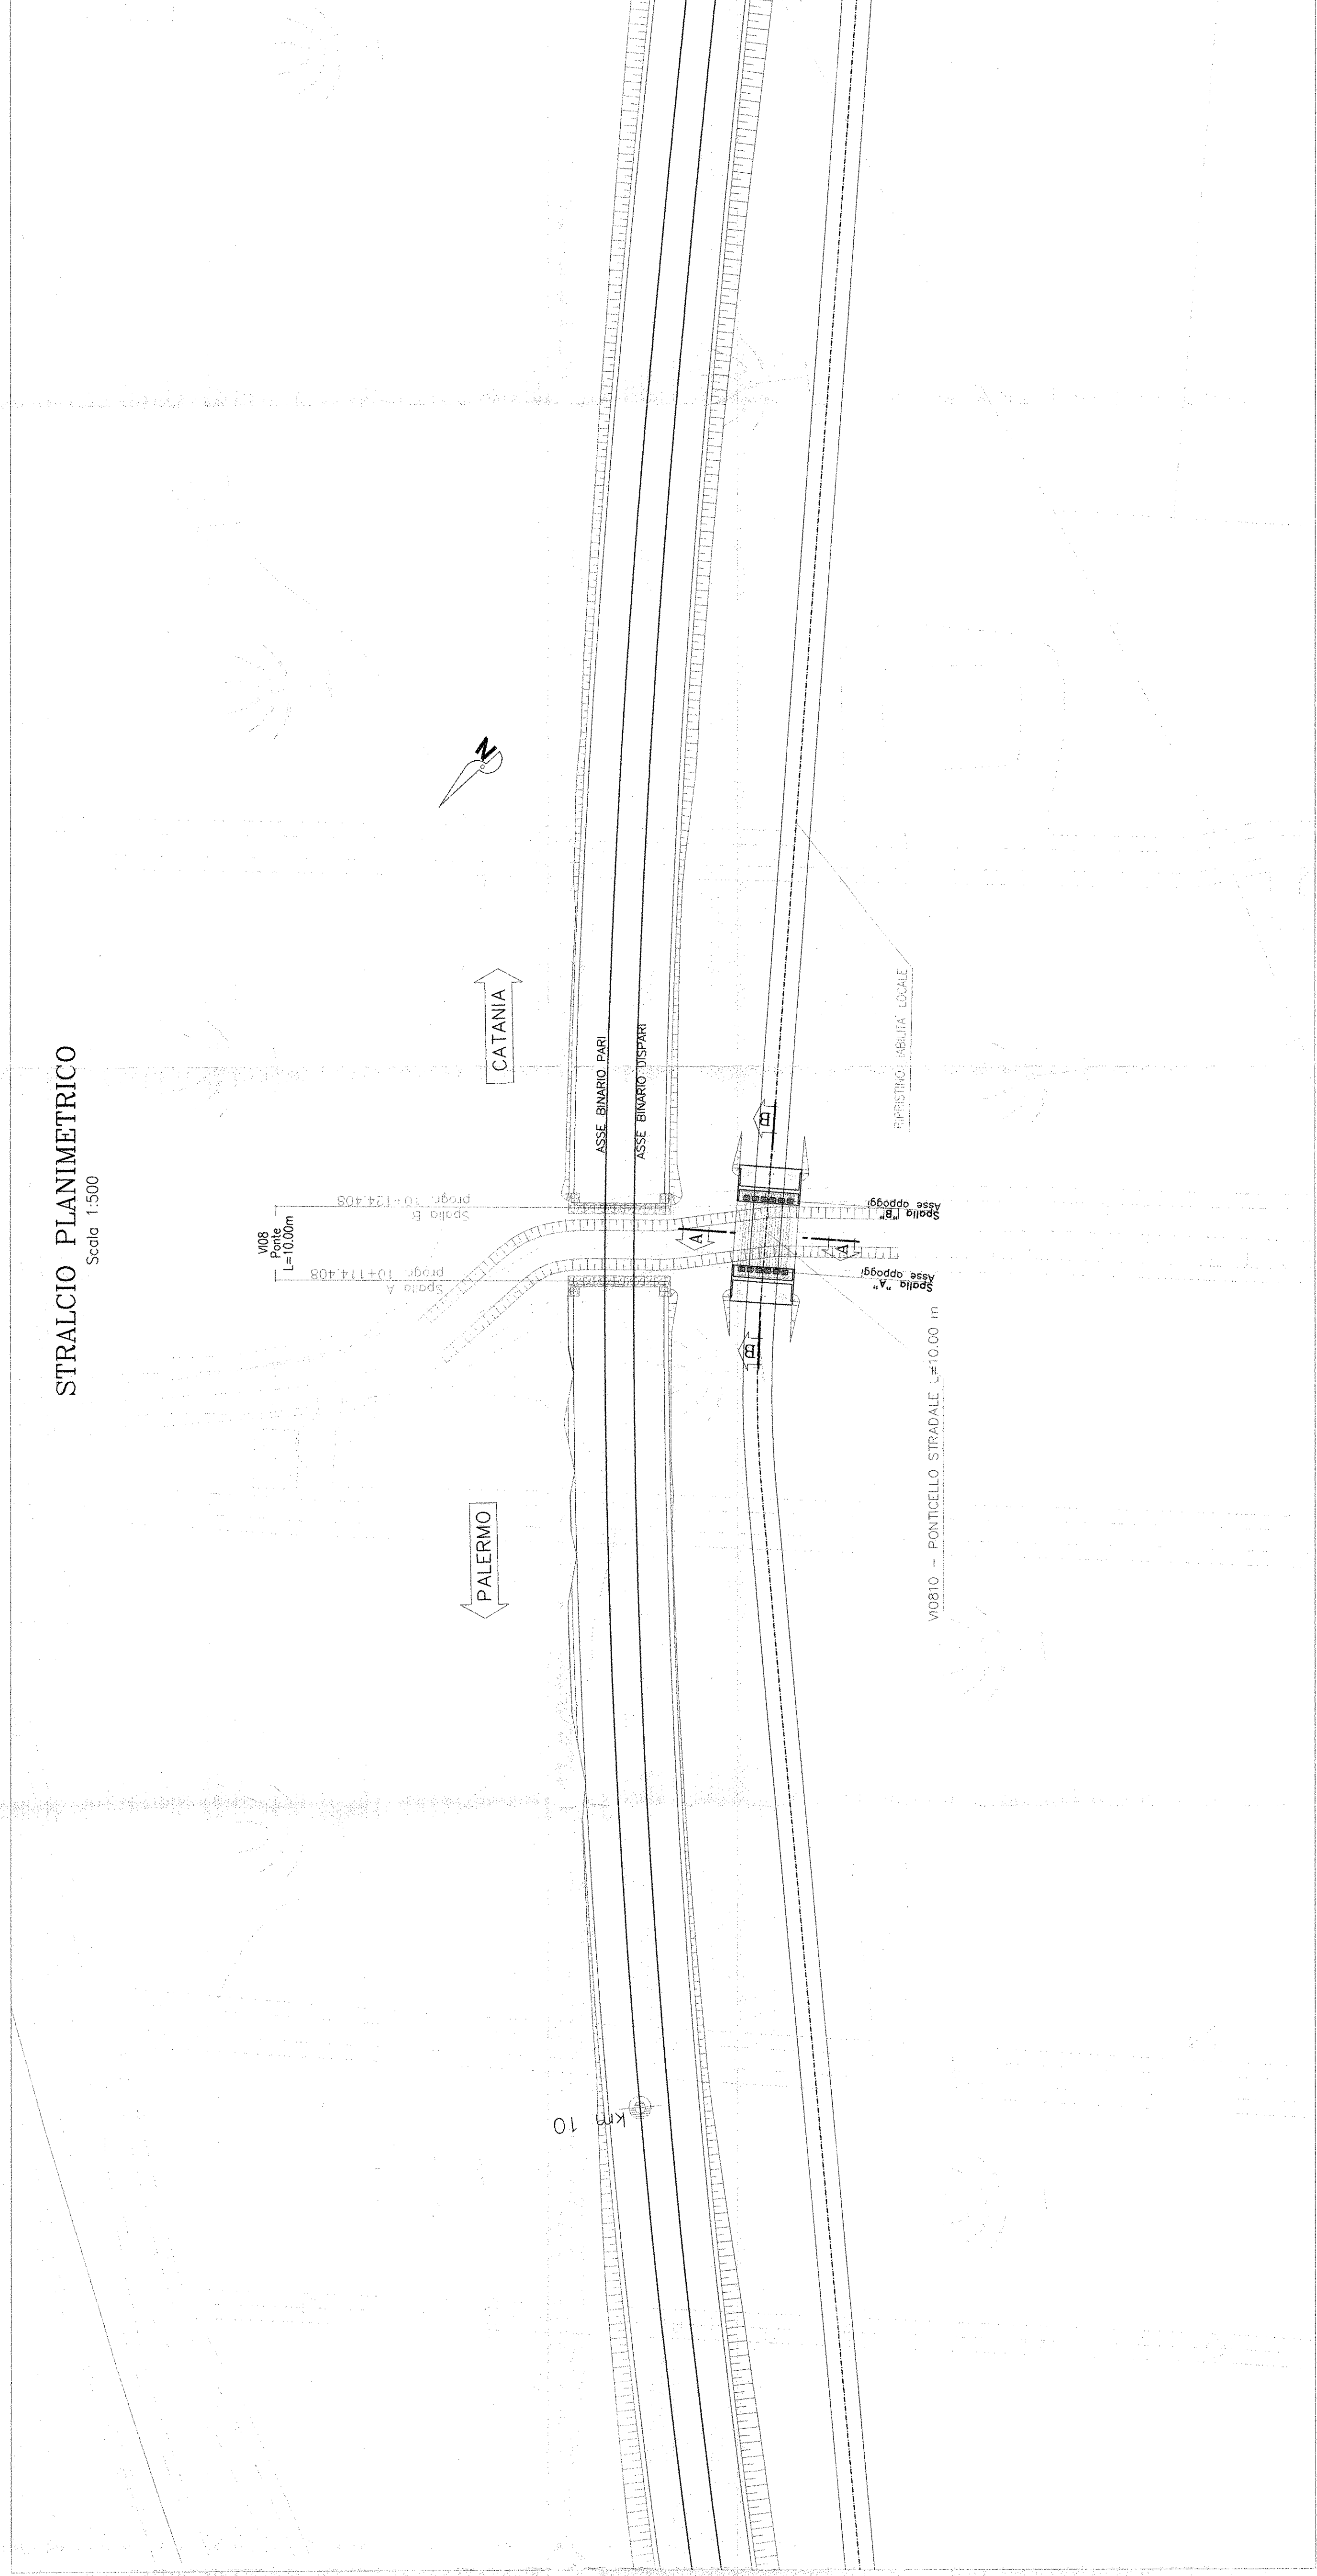 STRALCIO PLANIMETRICO
Scala 1:500
VI08
Ponte
L=10.00m
Spalla A
progr. 10+114.408
Spalla B
progr. 10+124.408
N
PALERMO
CATANIA
ASSE BINARIO PARI
ASSE BINARIO DISPARI
km 10
A
A
B
B
Spalla "A"
Asse appoggi
Spalla "B"
Asse appoggi
RIPRISTINO VIABILITA' LOCALE
VI0810 - PONTICELLO STRADALE L=10.00 m